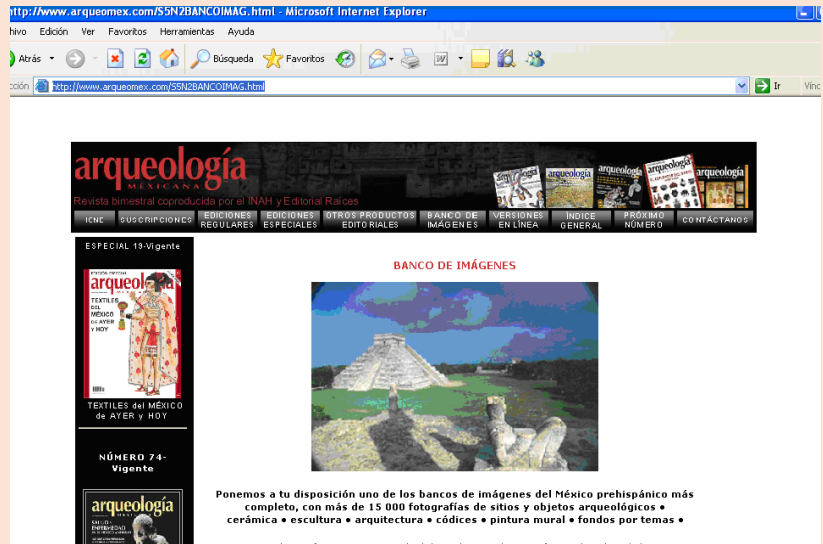 http://www.arqueomex.com/S5N2BANCOIMAG.html - Microsoft Internet Explorer
hivo Edición Ver Favoritos Herramientas Ayuda
Atrás Búsqueda Favoritos
cción http://www.arqueomex.com/S5N2BANCOIMAG.html Ir Vínc
arqueología
MEXICANA
Revista bimestral coproducida por el INAH y Editorial Raíces
SUSCRIPCIONES EDICIONES REGULARES EDICIONES ESPECIALES OTROS PRODUCTOS EDITORIALES BANCO DE IMÁGENES VERSIONES EN LÍNEA ÍNDICE GENERAL PRÓXIMO NÚMERO CONTÁCTANOS
ESPECIAL 19-Vigente
arqueología
TEXTILES
DEL
MÉXICO
DE AYER
Y HOY
TEXTILES del MÉXICO
de AYER y HOY
NÚMERO 74-
Vigente
arqueología
BANCO DE IMÁGENES
Ponemos a tu disposición uno de los bancos de imágenes del México prehispánico más
completo, con más de 15 000 fotografías de sitios y objetos arqueológicos •
cerámica • escultura • arquitectura • códices • pintura mural • fondos por temas •